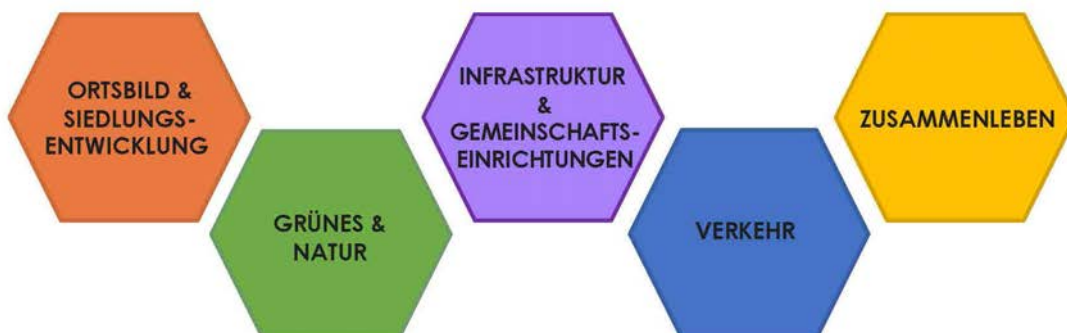 ORTSBILD &
SIEDLUNGS-
ENTWICKLUNG
GRÜNES &
NATUR
INFRASTRUKTUR
&
GEMEINSCHAFTS-
EINRICHTUNGEN
VERKEHR
ZUSAMMENLEBEN